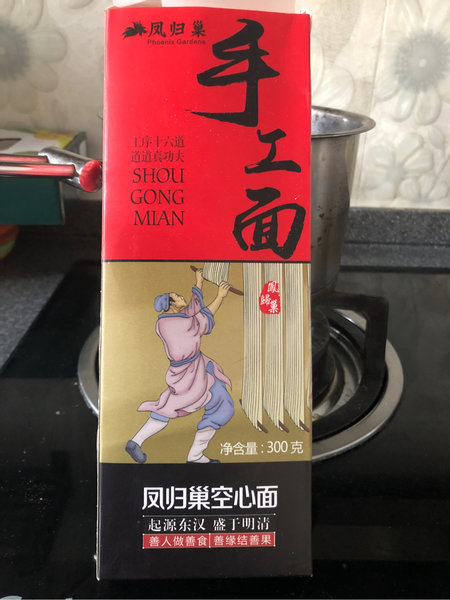 凤归巢
Phoenix Gardens
手工面
工序十六道
道道真功夫
SHOU
GONG
MIAN
鳳歸巢
净含量:300克
凤归巢空心面
起源东汉 盛于明清
善人做善食 善缘结善果